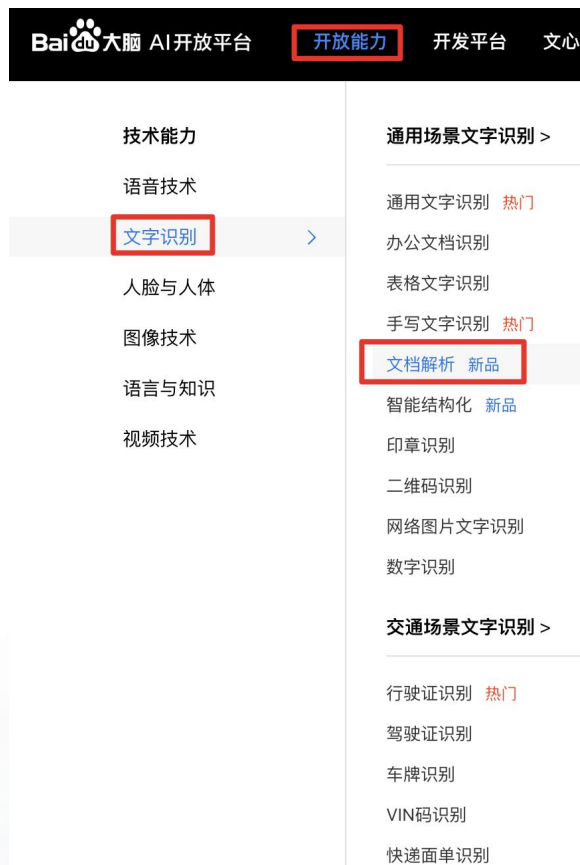 Bai du 大脑 AI开放平台 开放能力 开发平台 文心
技术能力
语音技术
文字识别 >
人脸与人体
图像技术
语言与知识
视频技术
通用场景文字识别 >
通用文字识别 热门
办公文档识别
表格文字识别
手写文字识别 热门
文档解析 新品
智能结构化 新品
印章识别
二维码识别
网络图片文字识别
数字识别
交通场景文字识别 >
行驶证识别 热门
驾驶证识别
车牌识别
VIN码识别
快递面单识别